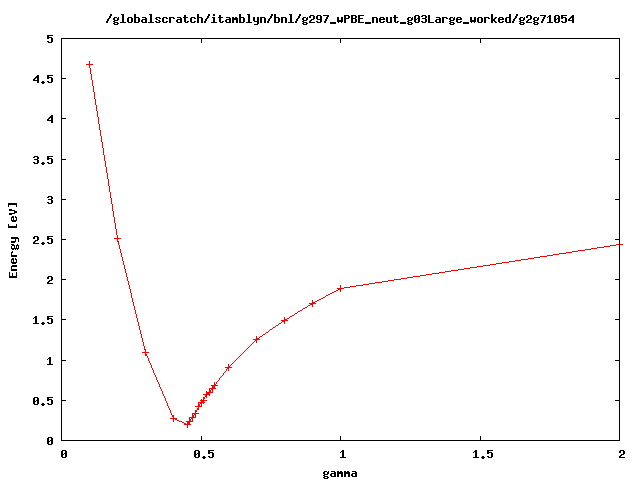 /globalscratch/itamblyn/bnl/g297_wPBE_neut_g03Large_worked/g2g71054
5
4.5
4
3.5
3
2.5
2
1.5
1
0.5
0
Energy [eV]
0 0.5 1 1.5 2
gamma